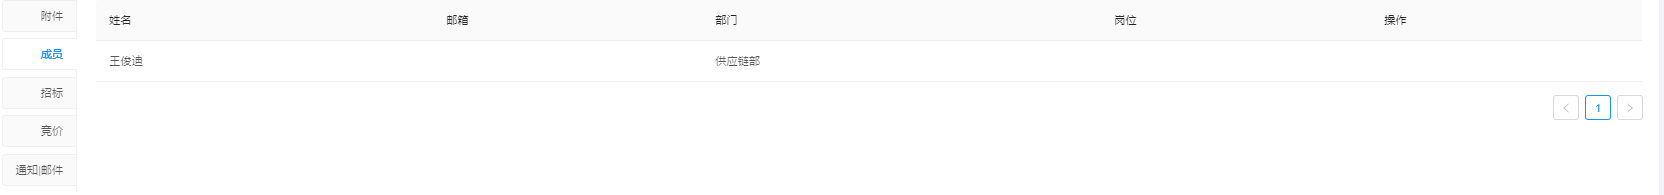 附件
成员
招标
竞价
通知|邮件
姓名 邮箱 部门 岗位 操作
王俊迪 供应链部
< 1 >